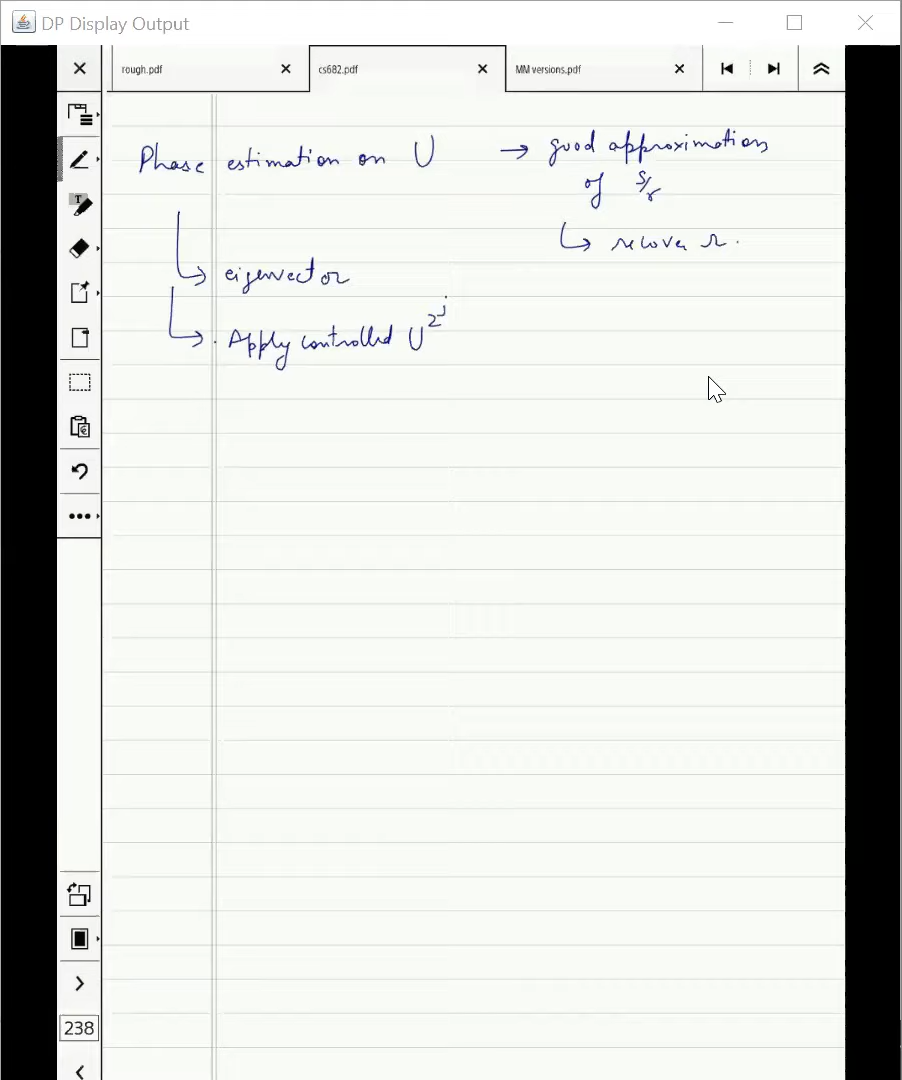 DP Display Output
rough.pdf
cs682.pdf
MM versions.pdf
Phase estimation on U → good approximations
of s/r
↳ recover r.
↳ eigenvector
↳ . Apply controlled U^2^j
238